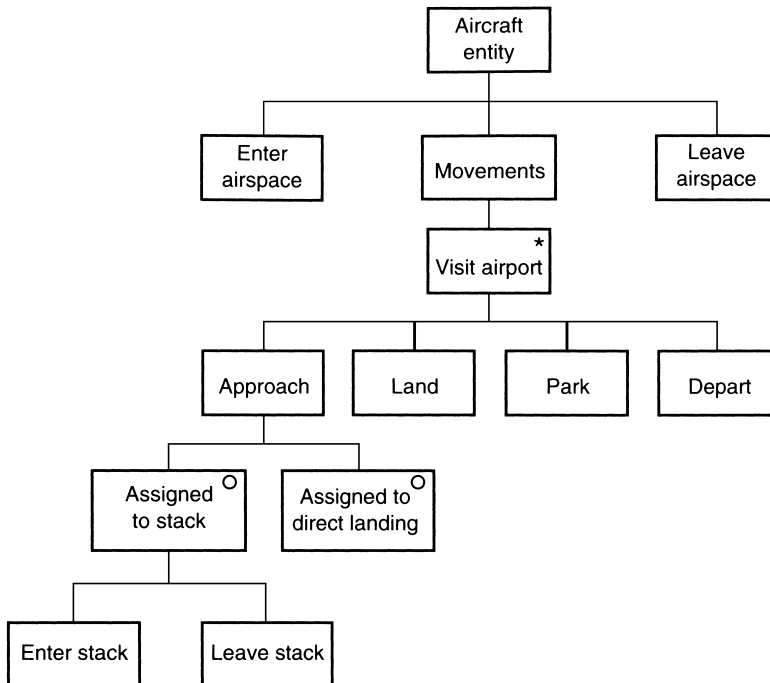 Aircraft
entity
Enter
airspace
Movements
Leave
airspace
*
Visit airport
Approach
Land
Park
Depart
Assigned
to stack
Assigned to
direct landing
Enter stack
Leave stack